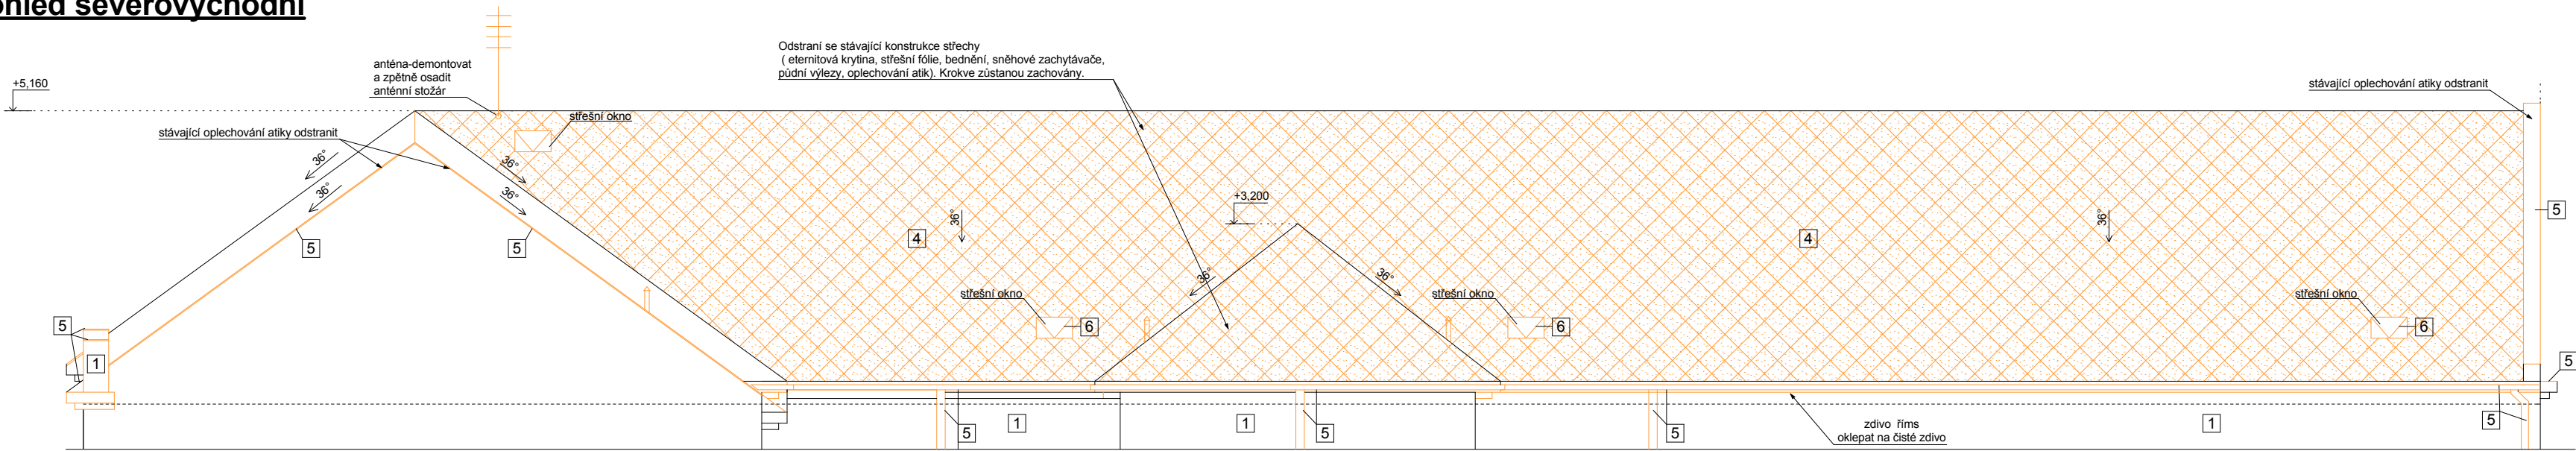 ohled severovýchodní
anténa-demontovat
a zpětně osadit
anténní stožár
Odstraní se stávající konstrukce střechy
( eternitová krytina, střešní fólie, bednění, sněhové zachytávače,
půdní výlezy, oplechování atik). Krokve zůstanou zachovány.
+5,160
stávající oplechování atiky odstranit
střešní okno
stávající oplechování atiky odstranit
36°
36°
36°
36°
+3,200
36°
36°
5
5
5
4
4
36°
36°
střešní okno
střešní okno
střešní okno
5
6
6
6
1
5
5
1
5
1
5
5
zdivo říms
oklepat na čisté zdivo
1
5